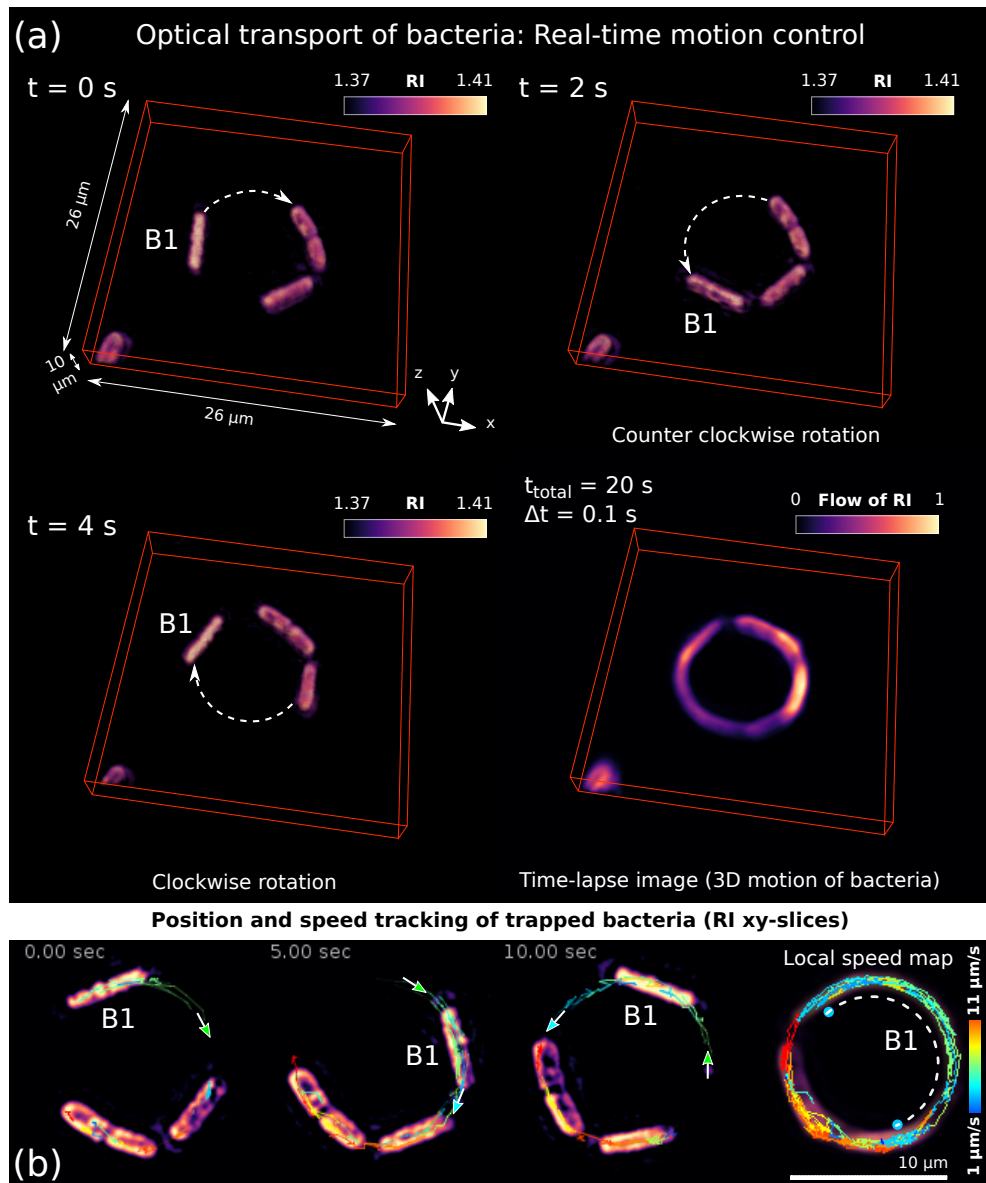 (a)
Optical transport of bacteria: Real-time motion control
t = 0 s
1.37 RI 1.41
26 µm
B1
10
µm
26 µm
z y
x
t = 2 s
1.37 RI 1.41
B1
Counter clockwise rotation
t = 4 s
1.37 RI 1.41
B1
Clockwise rotation
t_total = 20 s
Δt = 0.1 s
0 Flow of RI 1
Time-lapse image (3D motion of bacteria)
Position and speed tracking of trapped bacteria (RI xy-slices)
0.00 sec
B1
5.00 sec
B1
10.00 sec
B1
Local speed map
B1
1 µm/s 11 µm/s
10 µm
(b)